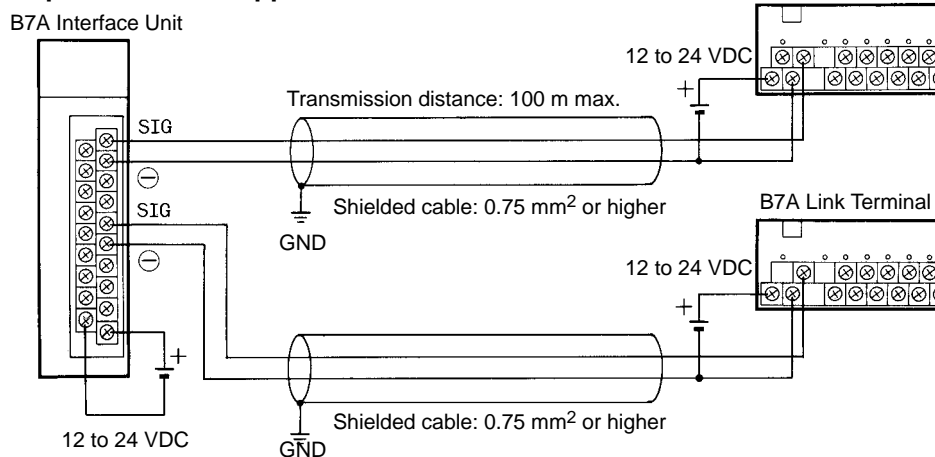 B7A Interface Unit
12 to 24 VDC
+
Transmission distance: 100 m max.
SIG
⊖
Shielded cable: 0.75 mm² or higher
GND
B7A Link Terminal
SIG
⊖
12 to 24 VDC
+
+
Shielded cable: 0.75 mm² or higher
GND
12 to 24 VDC